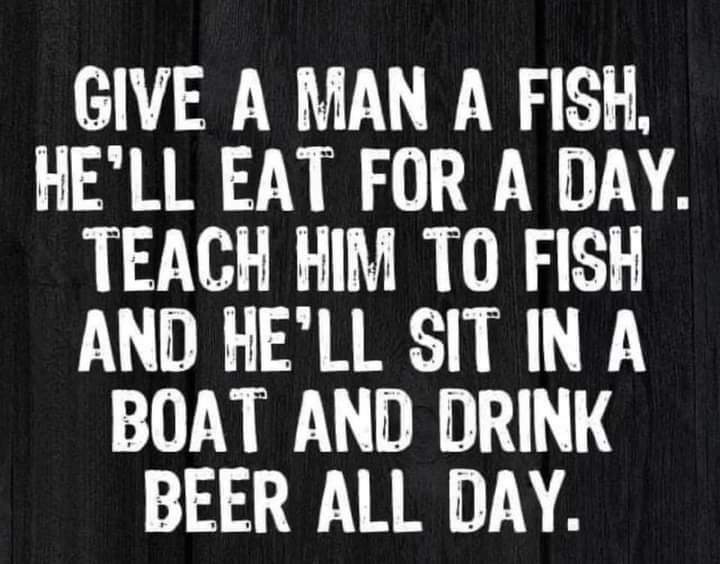 GIVE A MAN A FISH,
HE'LL EAT FOR A DAY.
TEACH HIM TO FISH
AND HE'LL SIT IN A
BOAT AND DRINK
BEER ALL DAY.